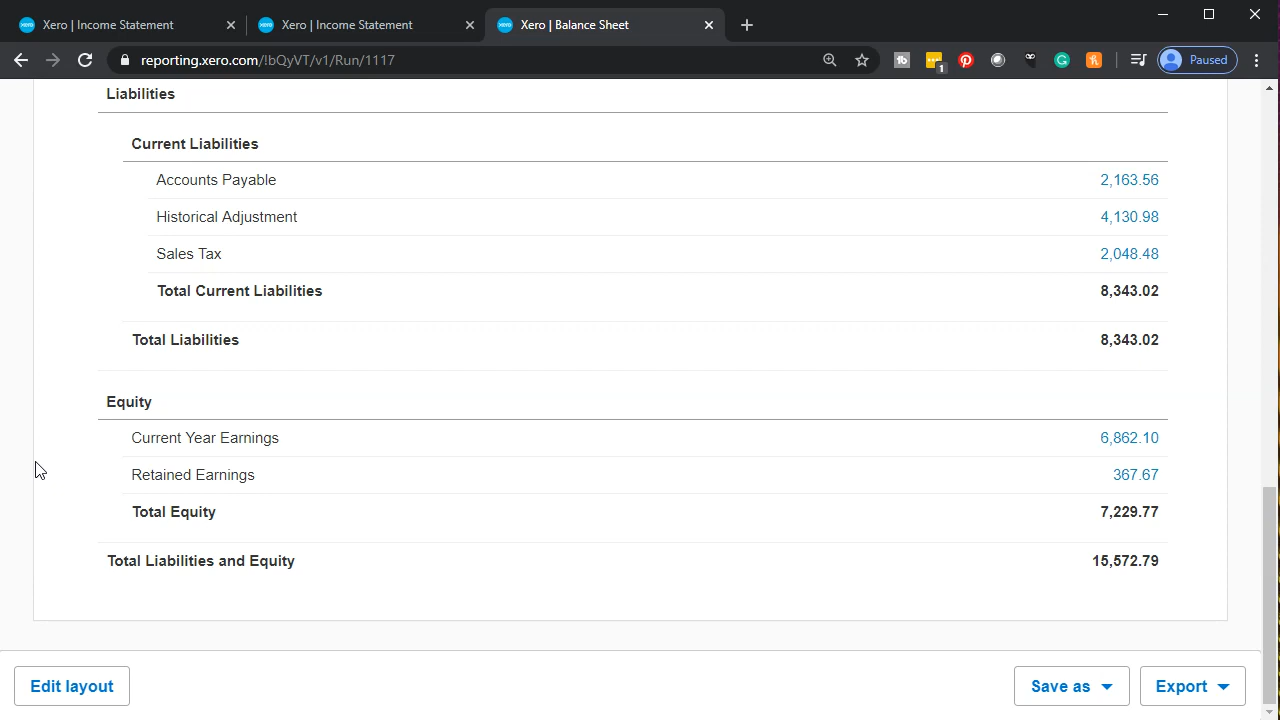 Xero | Income Statement
Xero | Income Statement
Xero | Balance Sheet
reporting.xero.com/!bQyVT/v1/Run/1117
1
Paused
Liabilities
Current Liabilities
Accounts Payable 2,163.56
Historical Adjustment 4,130.98
Sales Tax 2,048.48
Total Current Liabilities 8,343.02
Total Liabilities 8,343.02
Equity
Current Year Earnings 6,862.10
Retained Earnings 367.67
Total Equity 7,229.77
Total Liabilities and Equity 15,572.79
Edit layout
Save as
Export